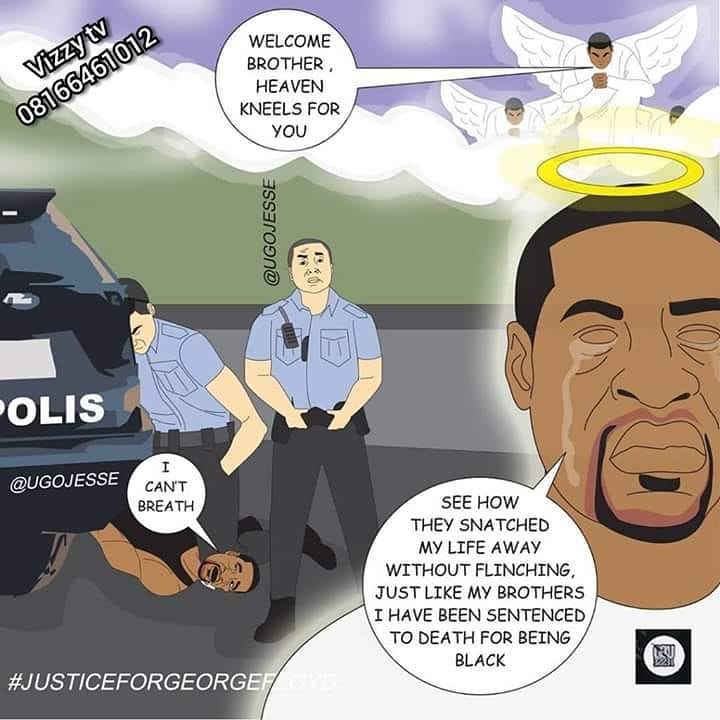 Vizzy tv
08166461012
WELCOME
BROTHER ,
HEAVEN
KNEELS FOR
YOU
@UGOJESSE
POLIS
@UGOJESSE
I
CAN'T
BREATH
SEE HOW
THEY SNATCHED
MY LIFE AWAY
WITHOUT FLINCHING,
JUST LIKE MY BROTHERS
I HAVE BEEN SENTENCED
TO DEATH FOR BEING
BLACK
#JUSTICEFORGEORGEFLOYD